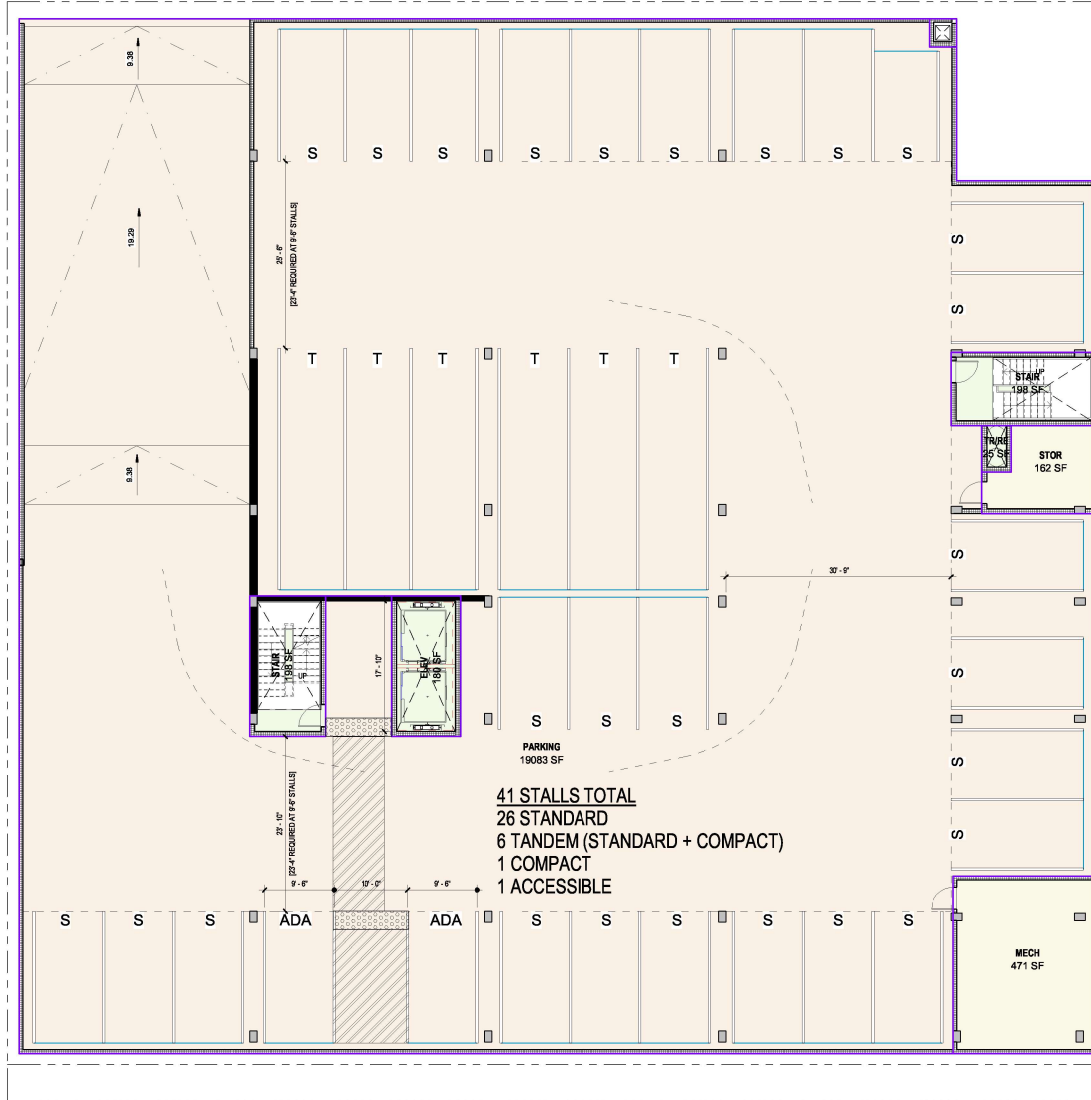 9.38
S S S S S S S S S
19.29
25' - 6"
[23'-4" REQUIRED AT 9'-6" STALLS]
S
S
T T T T T T
STAIR
UP
198 SF
TR/RE
25 SF
STOR
162 SF
9.38
S
30' - 9"
STAIR
198 SF
UP
17' - 10"
ELEV
180 SF
S
S S S
PARKING
19083 SF
S
S
41 STALLS TOTAL
26 STANDARD
6 TANDEM (STANDARD + COMPACT)
1 COMPACT
1 ACCESSIBLE
23' - 10"
[23'-4" REQUIRED AT 9'-6" STALLS]
9' - 6" 10' - 0" 9' - 6"
S S S ADA ADA S S S S S S
MECH
471 SF